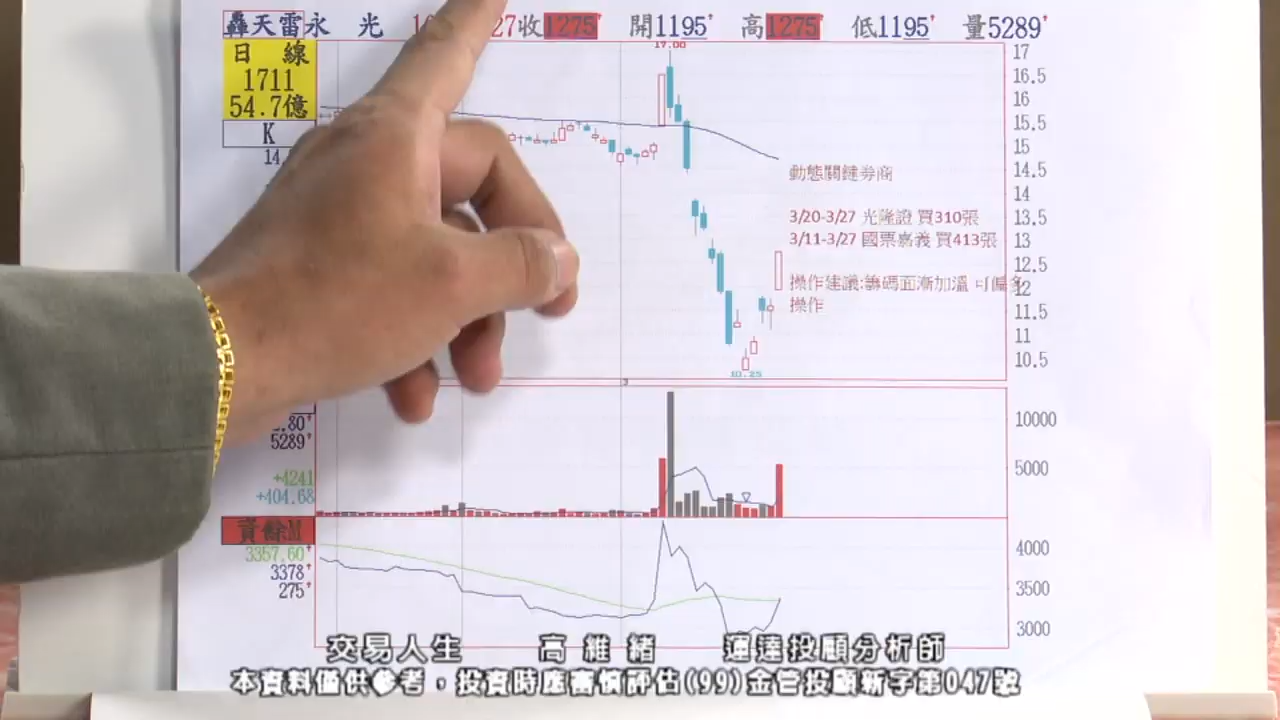 轟天雷永 光 27收1275 開1195 高1275 低1195 量5289
日 線
1711
54.7億
K
17.00
17
16.5
16
15.5
15
14.5
14
13.5
13
12.5
12
11.5
11
10.5
動態關鍵券商
3/20-3/27 光隆證 買310張
3/11-3/27 國票嘉義 買413張
操作建議:籌碼面漸加溫 可偏多
操作
10.25
3
5289
+4241
+404.68
10000
5000
資餘M
3357.60
3378
275
4000
3500
3000
交易人生 高維緒 運達投顧分析師
本資料僅供參考，投資時應審慎評估(99)金管投顧新字第047號